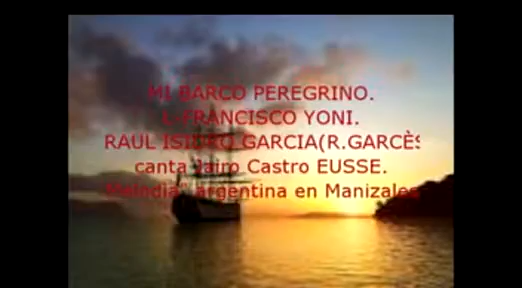 MI BARCO PEREGRINO.
L-FRANCISCO YONI.
RAUL ISIDRO GARCIA(R.GARCÈS
canta Jairo Castro EUSSE.
"Melodia" argentina en Manizales